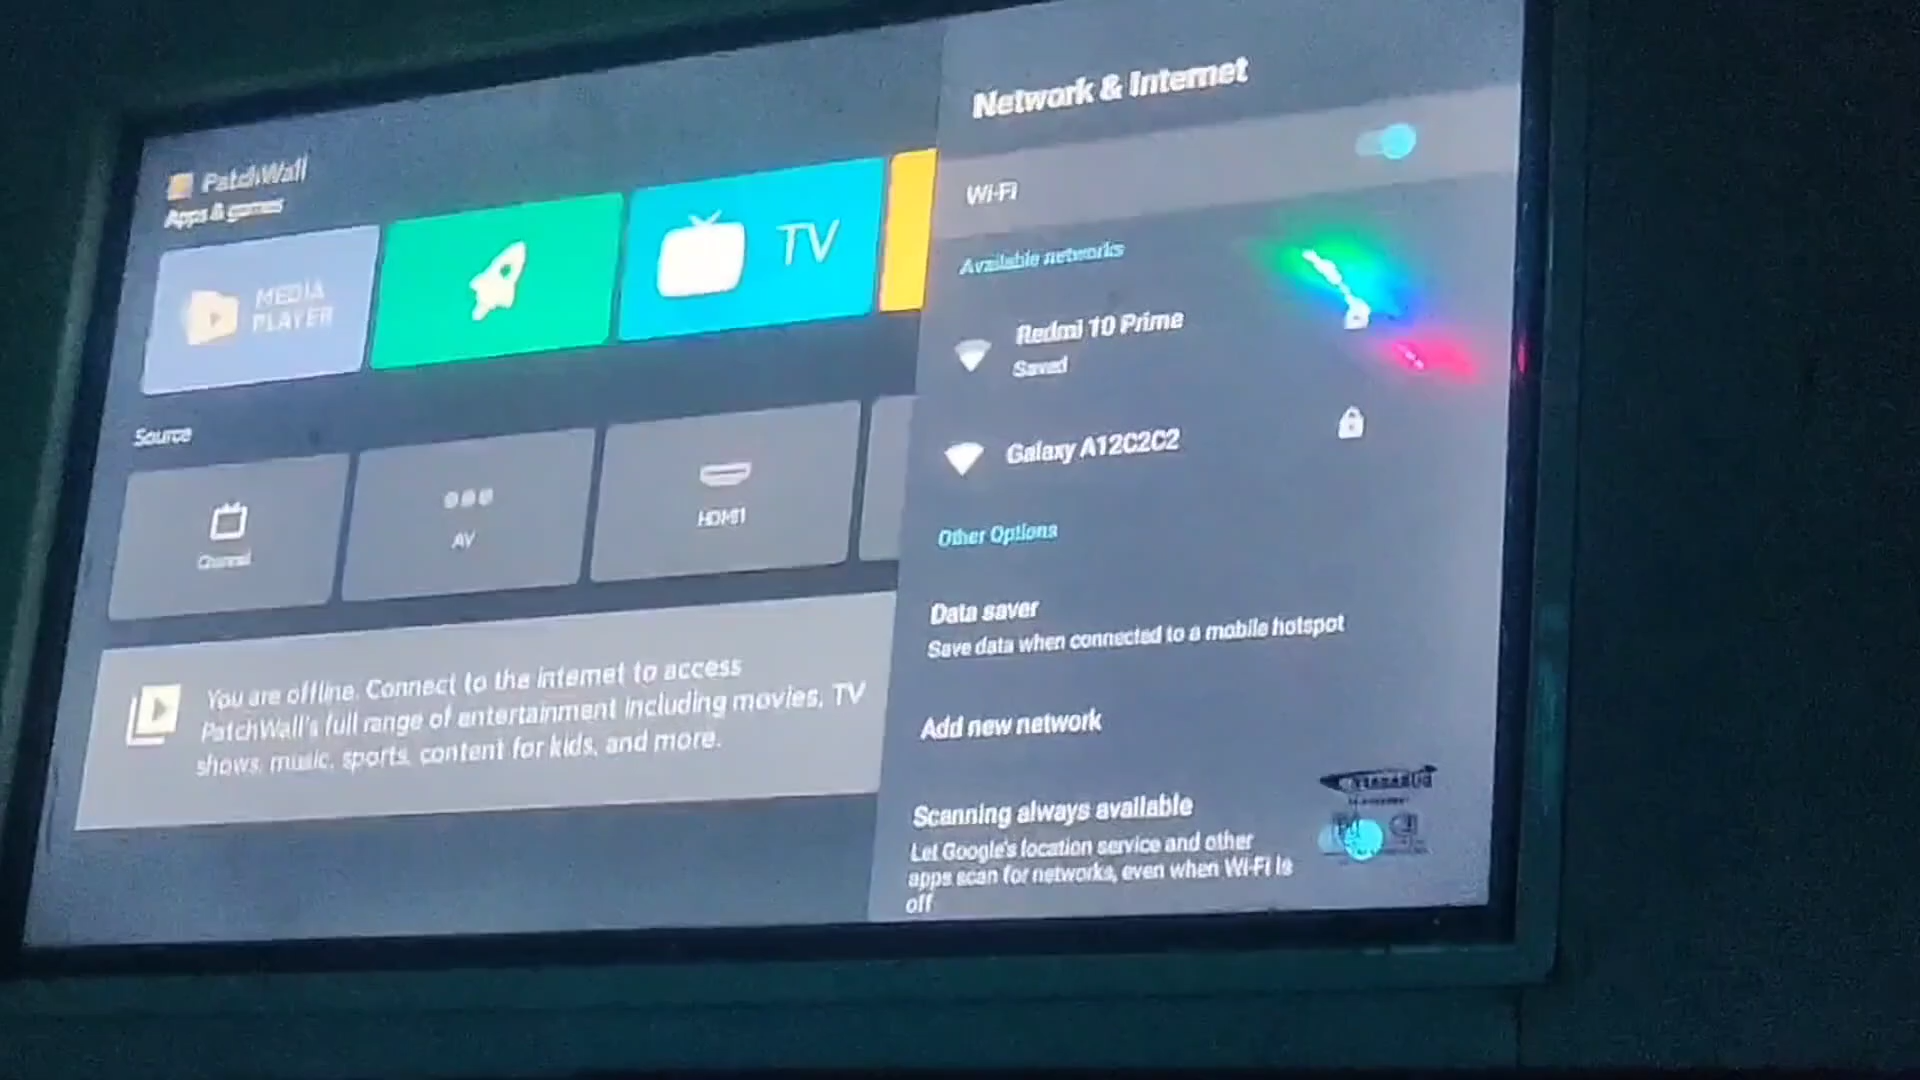 PatchWall
Apps & games
MEDIA
PLAYER
TV
Source
Channel
AV
HDMI1
You are offline. Connect to the internet to access
PatchWall's full range of entertainment including movies, TV
shows, music, sports, content for kids, and more.
Network & Internet
Wi-Fi
Available networks
Redmi 10 Prime
Saved
Galaxy A12C2C2
Other Options
Data saver
Save data when connected to a mobile hotspot
Add new network
Scanning always available
Let Google's location service and other
apps scan for networks, even when Wi-Fi is
off